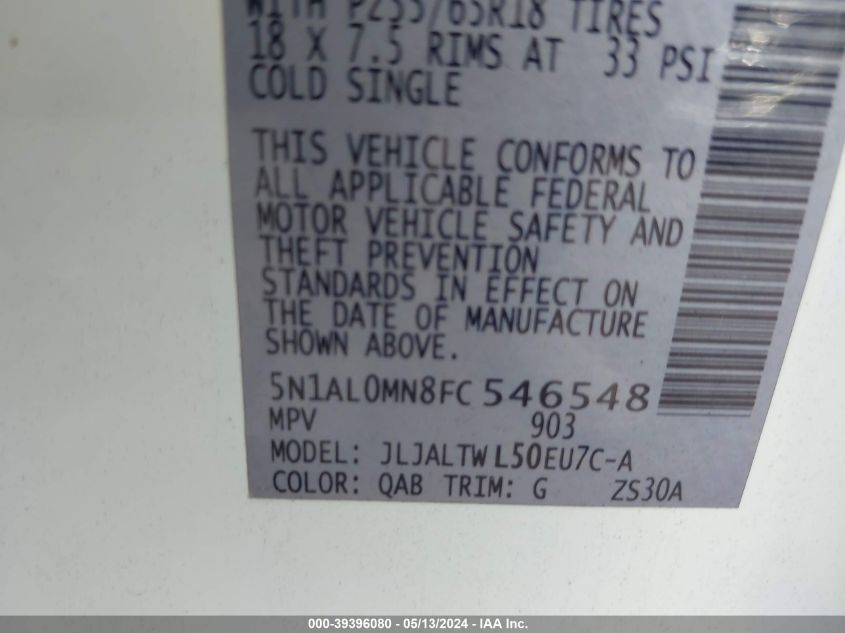 WITH P235/65R18 TIRES
18 X 7.5 RIMS AT 33 PSI
COLD SINGLE
THIS VEHICLE CONFORMS TO
ALL APPLICABLE FEDERAL
MOTOR VEHICLE SAFETY AND
THEFT PREVENTION
STANDARDS IN EFFECT ON
THE DATE OF MANUFACTURE
SHOWN ABOVE.
5N1AL0MN8FC546548
MPV 903
MODEL: JLJALTWL50EU7C-A
COLOR: QAB TRIM: G ZS30A
000-39396080 - 05/13/2024 - IAA Inc.